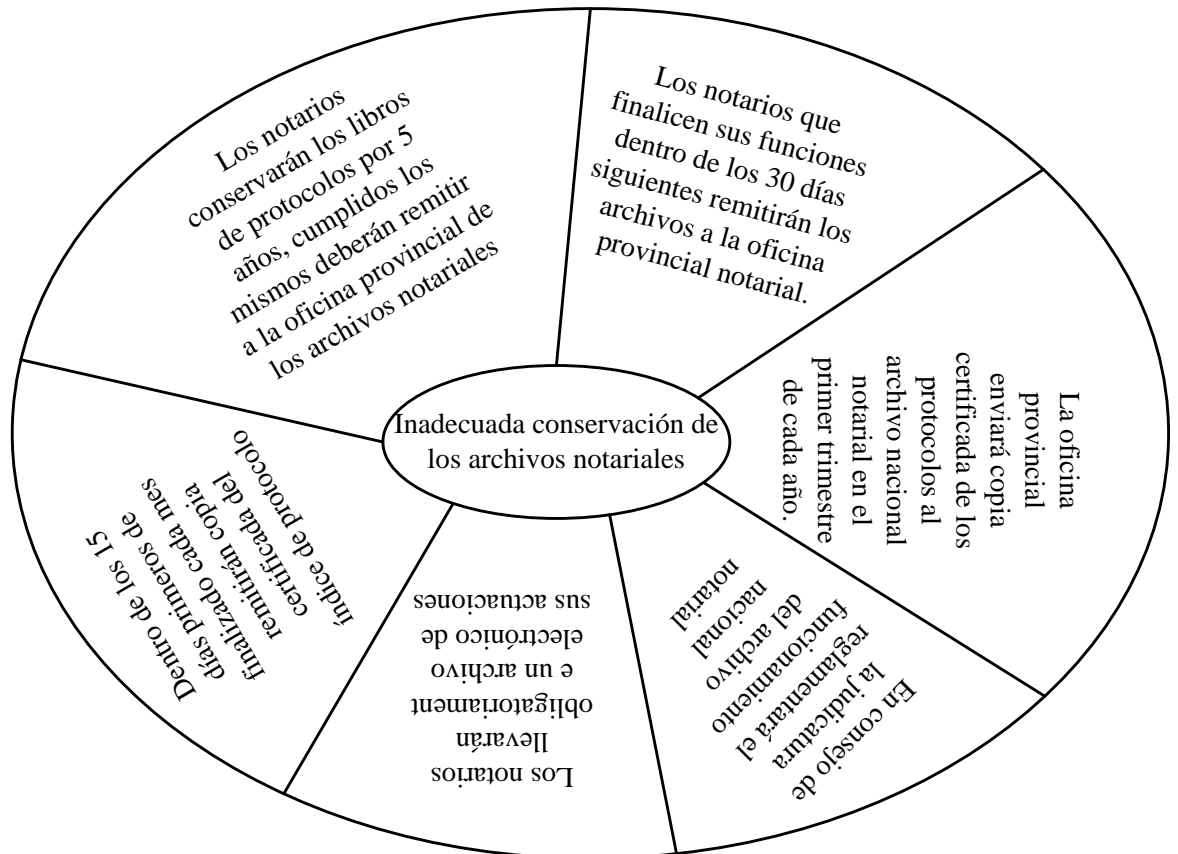 Los notarios
conservarán los libros
de protocolos por 5
años, cumplidos los
mismos deberán remitir
a la oficina provincial de
los archivos notariales
Los notarios que
finalicen sus funciones
dentro de los 30 días
siguientes remitirán los
archivos a la oficina
provincial notarial.
La oficina
provincial
enviará copia
certificada de los
protocolos al
archivo nacional
notarial en el
primer trimestre
de cada año.
En consejo de
la judicatura
reglamentará el
funcionamiento
del archivo
nacional
notarial
Los notarios
llevarán
obligatoriament
e un archivo
electrónico de
sus actuaciones
Dentro de los 15
días primeros de
finalizado cada mes
remitirán copia
certificada del
índice de protocolo
Inadecuada conservación de
los archivos notariales